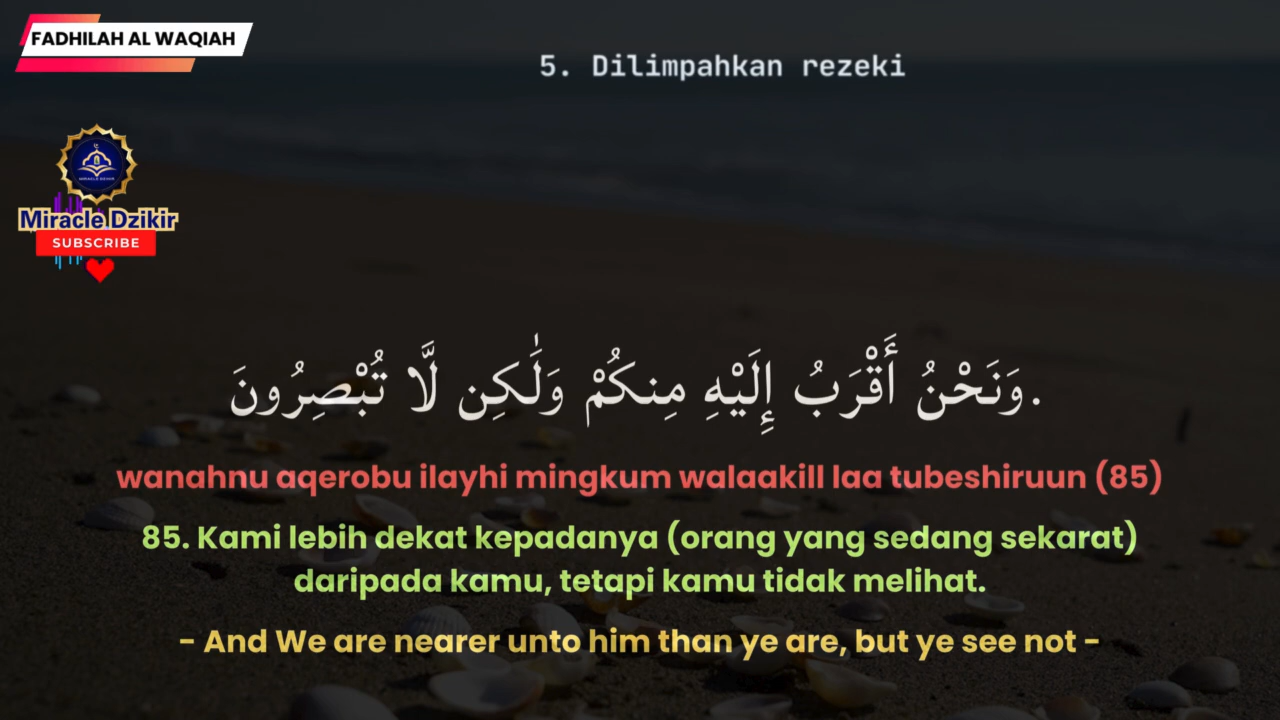 FADHILAH AL WAQIAH
5. Dilimpahkan rezeki
Miracle Dzikir
SUBSCRIBE
وَنَحْنُ أَقْرَبُ إِلَيْهِ مِنكُمْ وَلَٰكِن لَّا تُبْصِرُونَ.
wanahnu aqerobu ilayhi mingkum walaakill laa tubeshiruun (85)
85. Kami lebih dekat kepadanya (orang yang sedang sekarat)
daripada kamu, tetapi kamu tidak melihat.
- And We are nearer unto him than ye are, but ye see not -